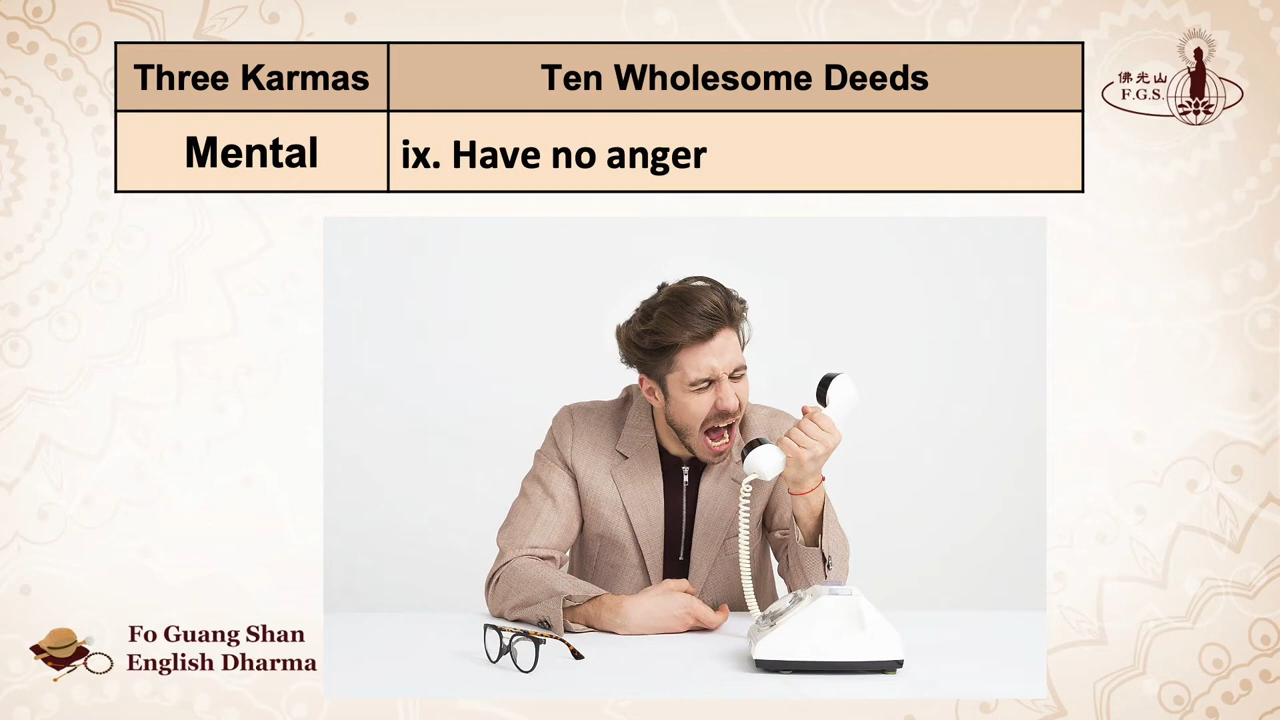 Three Karmas
Ten Wholesome Deeds
Mental
ix. Have no anger
佛光山
F.G.S.
Fo Guang Shan
English Dharma